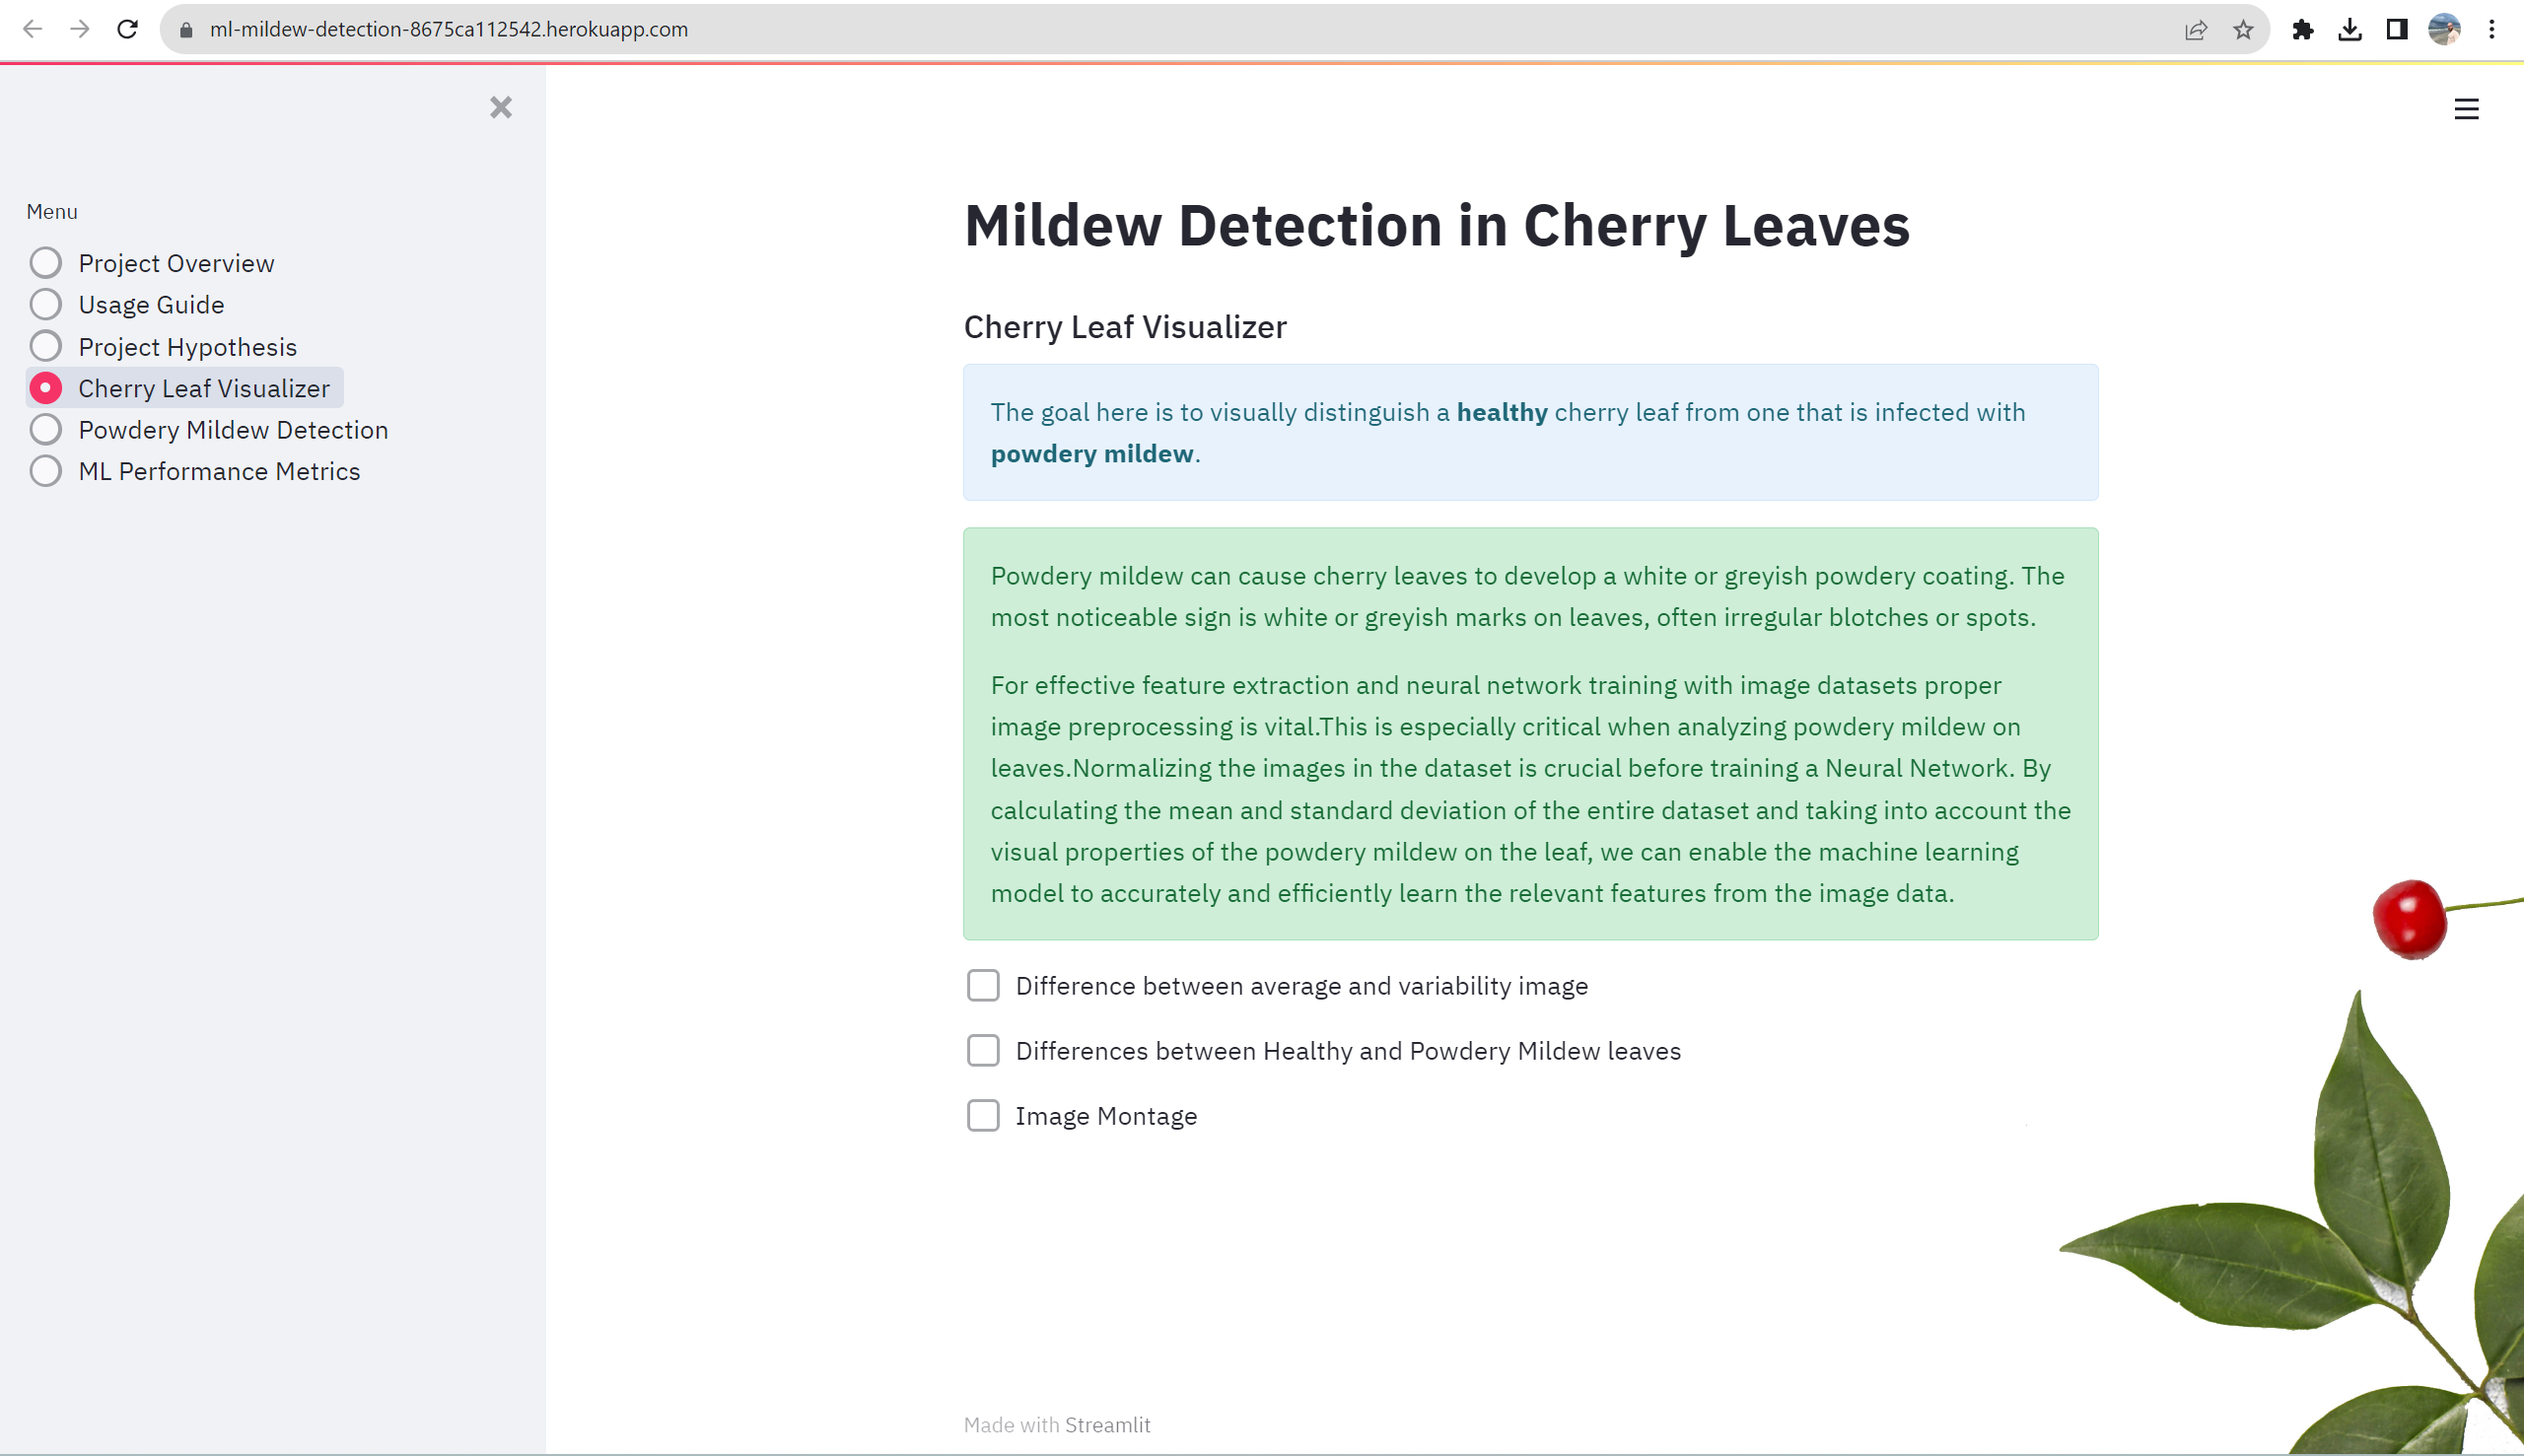 ml-mildew-detection-8675ca112542.herokuapp.com
Menu
Project Overview
Usage Guide
Project Hypothesis
Cherry Leaf Visualizer
Powdery Mildew Detection
ML Performance Metrics
Mildew Detection in Cherry Leaves
Cherry Leaf Visualizer
The goal here is to visually distinguish a healthy cherry leaf from one that is infected with
powdery mildew.
Powdery mildew can cause cherry leaves to develop a white or greyish powdery coating. The
most noticeable sign is white or greyish marks on leaves, often irregular blotches or spots.
For effective feature extraction and neural network training with image datasets proper
image preprocessing is vital.This is especially critical when analyzing powdery mildew on
leaves.Normalizing the images in the dataset is crucial before training a Neural Network. By
calculating the mean and standard deviation of the entire dataset and taking into account the
visual properties of the powdery mildew on the leaf, we can enable the machine learning
model to accurately and efficiently learn the relevant features from the image data.
Difference between average and variability image
Differences between Healthy and Powdery Mildew leaves
Image Montage
Made with Streamlit